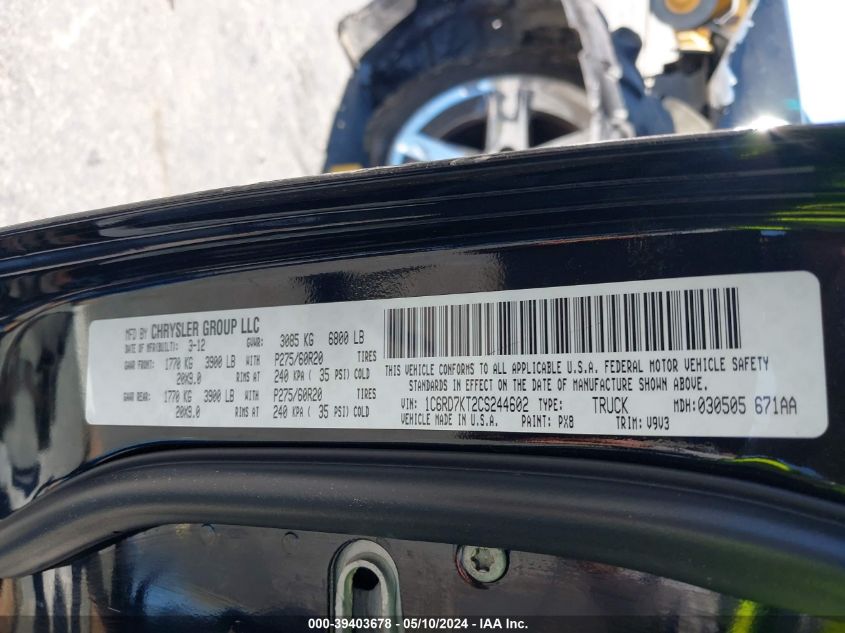 MFD BY CHRYSLER GROUP LLC
DATE OF MFR(BUILT): 3-12 GVWR: 3085 KG 6800 LB
GAWR FRONT: 1770 KG 3900 LB WITH P275/60R20 TIRES
20X9.0 RIMS AT 240 KPA ( 35 PSI) COLD
GAWR REAR: 1770 KG 3900 LB WITH P275/60R20 TIRES
20X9.0 RIMS AT 240 KPA ( 35 PSI) COLD
THIS VEHICLE CONFORMS TO ALL APPLICABLE U.S.A. FEDERAL MOTOR VEHICLE SAFETY
STANDARDS IN EFFECT ON THE DATE OF MANUFACTURE SHOWN ABOVE.
VIN: 1C6RD7KT2CS244602 TYPE: TRUCK MDH:030505 671AA
VEHICLE MADE IN U.S.A. PAINT: PX8 TRIM: V9V3
000-39403678 - 05/10/2024 - IAA Inc.